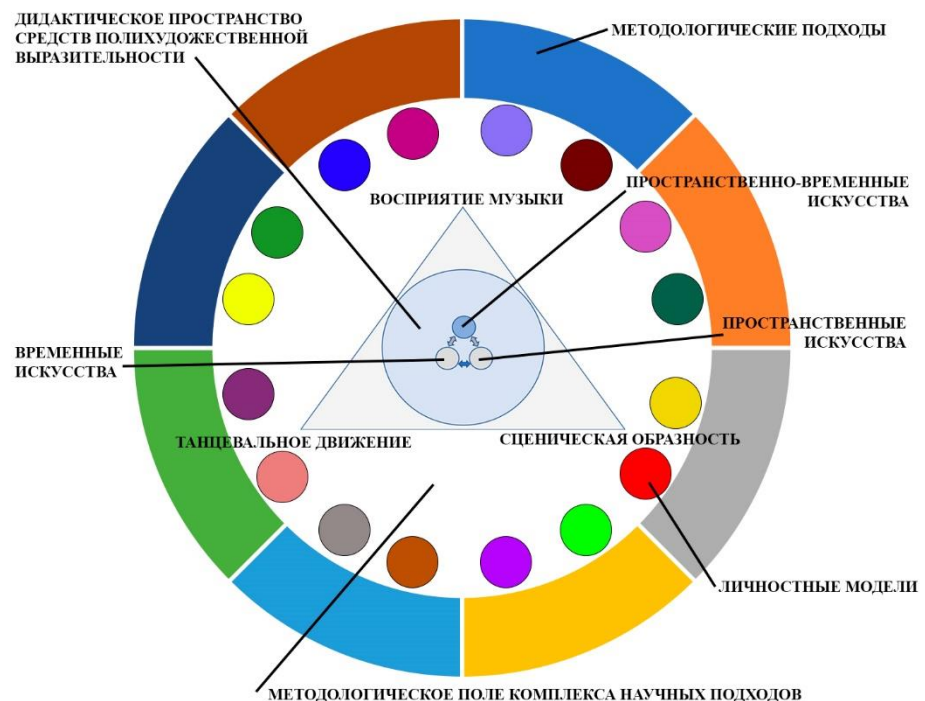 ДИДАКТИЧЕСКОЕ ПРОСТРАНСТВО
СРЕДСТВ ПОЛИХУДОЖЕСТВЕННОЙ
ВЫРАЗИТЕЛЬНОСТИ
МЕТОДОЛОГИЧЕСКИЕ ПОДХОДЫ
ВОСПРИЯТИЕ МУЗЫКИ
ПРОСТРАНСТВЕННО-ВРЕМЕННЫЕ
ИСКУССТВА
ВРЕМЕННЫЕ
ИСКУССТВА
ПРОСТРАНСТВЕННЫЕ
ИСКУССТВА
ТАНЦЕВАЛЬНОЕ ДВИЖЕНИЕ
СЦЕНИЧЕСКАЯ ОБРАЗНОСТЬ
ЛИЧНОСТНЫЕ МОДЕЛИ
МЕТОДОЛОГИЧЕСКОЕ ПОЛЕ КОМПЛЕКСА НАУЧНЫХ ПОДХОДОВ